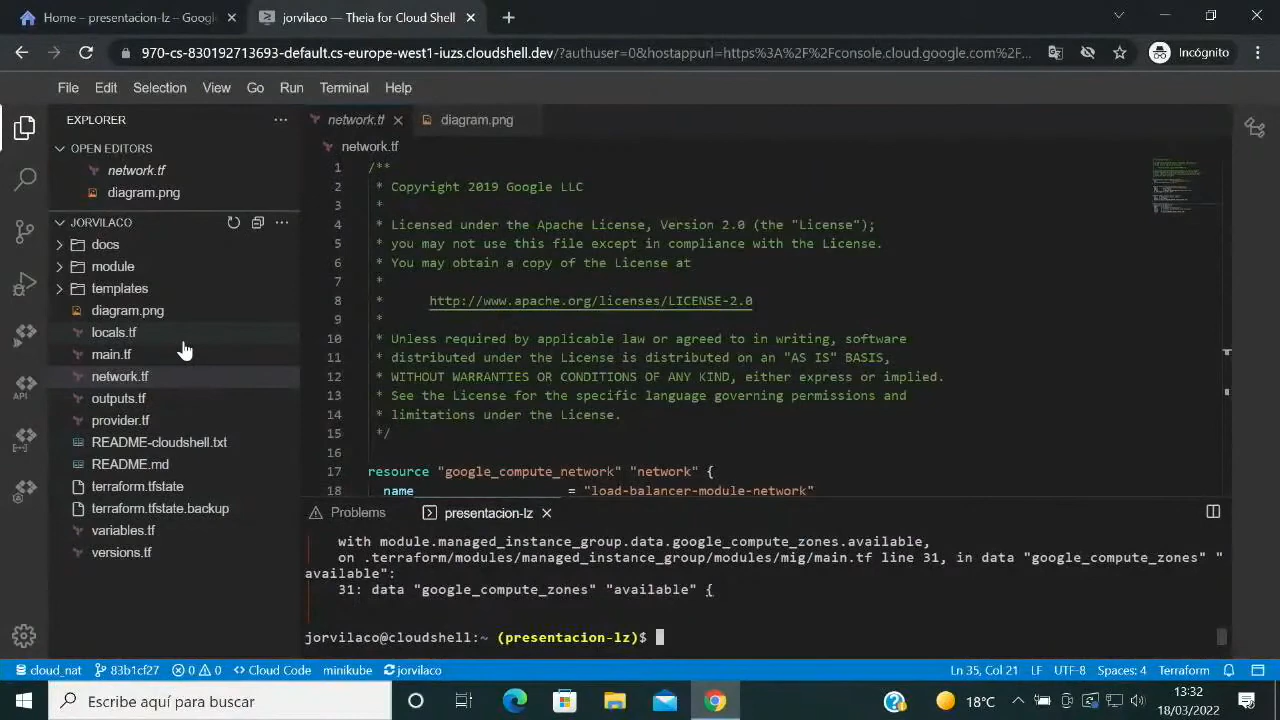 Home – presentacion-lz – Googl
jorvilaco — Theia for Cloud Shell
970-cs-830192713693-default.cs-europe-west1-iuzs.cloudshell.dev/?authuser=0&hostappurl=https%3A%2F%2Fconsole.cloud.google.com%2F...
Incógnito
File Edit Selection View Go Run Terminal Help
EXPLORER
OPEN EDITORS
network.tf
diagram.png
JORVILACO
docs
module
templates
diagram.png
locals.tf
main.tf
network.tf
outputs.tf
provider.tf
README-cloudshell.txt
README.md
terraform.tfstate
terraform.tfstate.backup
variables.tf
versions.tf
API
network.tf
diagram.png
network.tf
1 /**
2 * Copyright 2019 Google LLC
3 *
4 * Licensed under the Apache License, Version 2.0 (the "License");
5 * you may not use this file except in compliance with the License.
6 * You may obtain a copy of the License at
7 *
8 * http://www.apache.org/licenses/LICENSE-2.0
9 *
10 * Unless required by applicable law or agreed to in writing, software
11 * distributed under the License is distributed on an "AS IS" BASIS,
12 * WITHOUT WARRANTIES OR CONDITIONS OF ANY KIND, either express or implied.
13 * See the License for the specific language governing permissions and
14 * limitations under the License.
15 */
16
17 resource "google_compute_network" "network" {
18 name = "load-balancer-module-network"
Problems
presentacion-lz
with module.managed_instance_group.data.google_compute_zones.available,
on .terraform/modules/managed_instance_group/modules/mig/main.tf line 31, in data "google_compute_zones" "
available":
31: data "google_compute_zones" "available" {
jorvilaco@cloudshell:~ (presentacion-lz)$
cloud_nat 83b1cf27 0 0 <> Cloud Code minikube jorvilaco Ln 35, Col 21 LF UTF-8 Spaces: 4 Terraform
Escribe aquí para buscar
18°C
13:32
18/03/2022